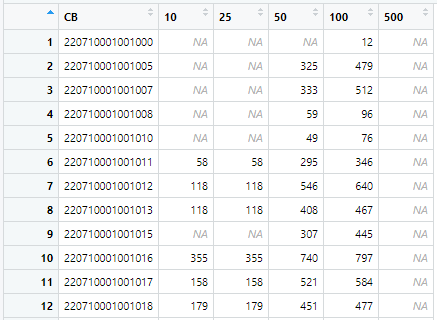 CB 10 25 50 100 500
1 220710001001000 NA NA NA 12 NA
2 220710001001005 NA NA 325 479 NA
3 220710001001007 NA NA 333 512 NA
4 220710001001008 NA NA 59 96 NA
5 220710001001010 NA NA 49 76 NA
6 220710001001011 58 58 295 346 NA
7 220710001001012 118 118 546 640 NA
8 220710001001013 118 118 408 467 NA
9 220710001001015 NA NA 307 445 NA
10 220710001001016 355 355 740 797 NA
11 220710001001017 158 158 521 584 NA
12 220710001001018 179 179 451 477 NA